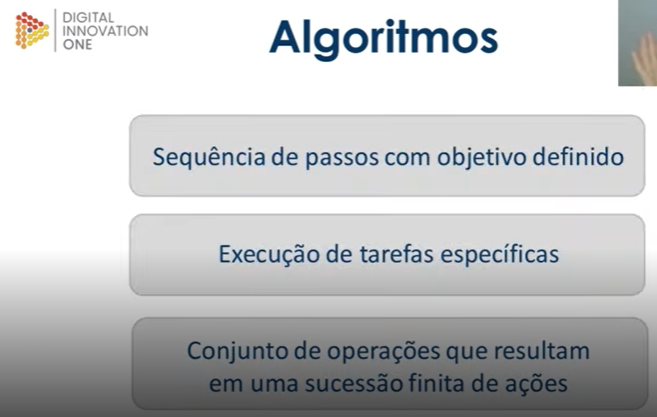 DIGITAL
INNOVATION
ONE
Algoritmos
Sequência de passos com objetivo definido
Execução de tarefas específicas
Conjunto de operações que resultam
em uma sucessão finita de ações